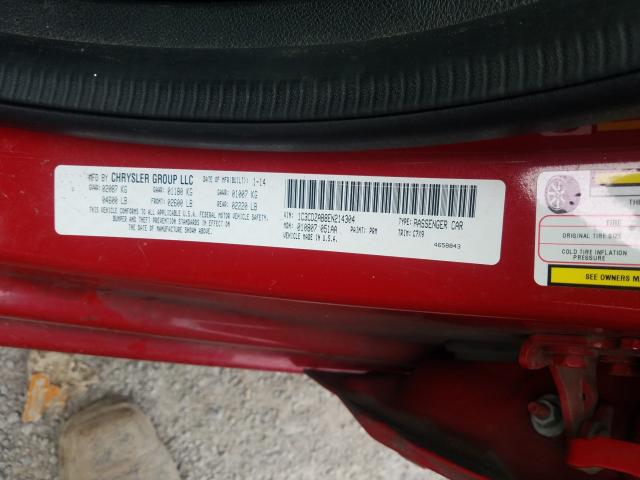 MFD BY CHRYSLER GROUP LLC DATE OF MFR(BUILT): 1-14
GVWR: 02087 KG GAWR: 01180 KG GAWR: 01007 KG
04600 LB FRONT: 02600 LB REAR: 02220 LB
THIS VEHICLE CONFORMS TO ALL APPLICABLE U.S.A. FEDERAL MOTOR VEHICLE SAFETY,
BUMPER AND THEFT PREVENTION STANDARDS IN EFFECT ON
THE DATE OF MANUFACTURE SHOWN ABOVE.
VIN: 1C3CDZAB8EN214304 TYPE: PASSENGER CAR
MDH: 010807 051AA PAINT: PRM TRIM: C7X9
VEHICLE MADE IN U.S.A. 4658843
TIRE
ORIGINAL TIRE SIZE
COLD TIRE INFLATION
PRESSURE
SEE OWNERS M